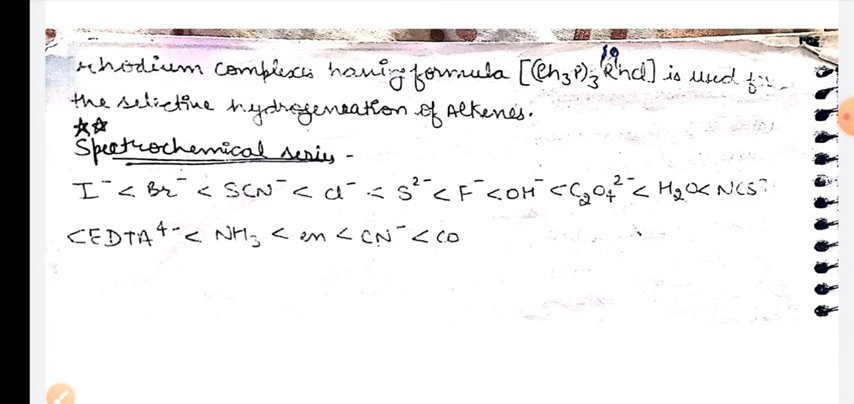 rhodium complexes having formula [(Ph3P)3 Rhcl] is used for
the selective hydrogeneation of Alkenes.
☆☆
Spectrochemical series -
I⁻ < Br⁻ < SCN⁻ < Cl⁻ < S²⁻ < F⁻ < OH⁻ < C₂O₄²⁻ < H₂O < NCS⁻
< EDTA⁴⁻ < NH₃ < en < CN⁻ < CO